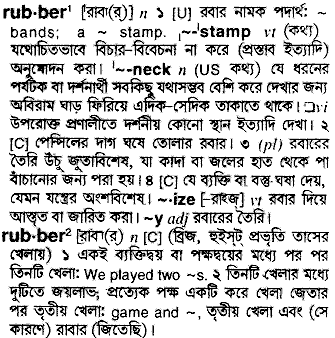 rub·ber¹ [রাবা(র্)] n ১ [U] রবার নামক পদার্থ: ~
bands; a ~ stamp. ˌ~-ˈstamp vt (কথ্য)
যথোচিতভাবে বিচার-বিবেচনা না করে (প্রস্তাব ইত্যাদি)
অনুমোদন করা। ˈ~-neck n (US কথ্য) যে ধরনের
পর্যটক বা দর্শনার্থী সবকিছু যথাসম্ভব বেশি করে দেখার জন্য
অবিরাম ঘাড় ফিরিয়ে এদিক-সেদিক তাকাতে থাকে। □vi
উপরোক্ত প্রণালীতে দর্শনীয় কোনো স্থান ইত্যাদি দেখা। ২
[C] পেন্সিলের দাগ ঘষে তোলার রবার। ৩ (pl) রবারের
তৈরি উঁচু জুতাবিশেষ, যা কাদা বা জলের হাত থেকে পা
বাঁচানোর জন্য পরা হয়। ৪ [C] যে ব্যক্তি বা বস্তু-ঘষা দেয়,
যেমন যন্ত্রের অংশবিশেষ। ~·ize [–রাইজ্] vt রবার দিয়ে
আস্তৃত বা জারিত করা। ~y adj রবারের তৈরি।
rub·ber² [রাবা(র্) n [C] (ব্রিজ, হুইস্ট্ প্রভৃতি তাসের
খেলায়) ১ একই ব্যক্তিদ্বয় বা পক্ষদ্বয়ের মধ্যে পর পর
তিনটি খেলা: We played two ~s. ২ তিনটি খেলার মধ্যে
দুটিতে জয়লাভ; প্রত্যেক পক্ষ একটি করে খেলা জেতার
পর তৃতীয় খেলা: game and ~, তৃতীয় খেলা এবং (সে
কারণে) রাবার (জিতেছি)।